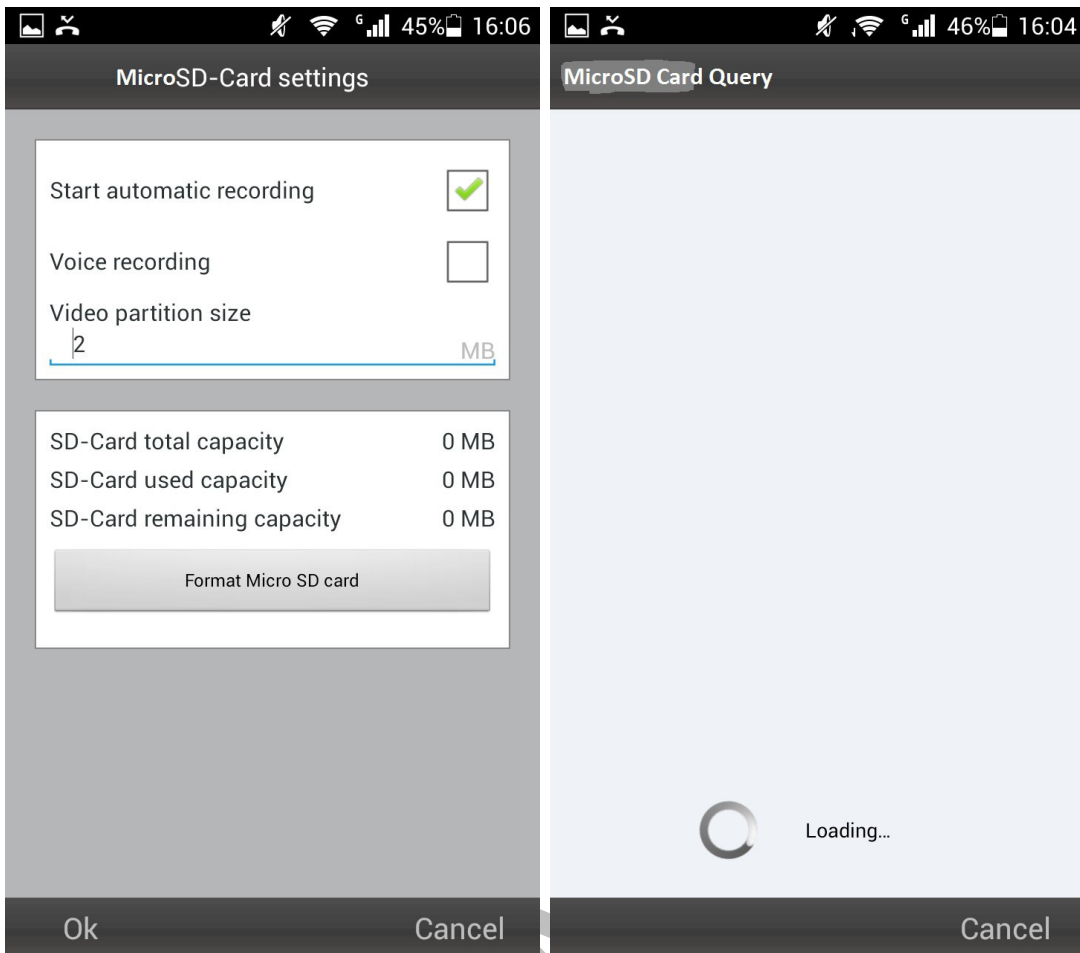 G 45% 16:06
MicroSD-Card settings
Start automatic recording
Voice recording
Video partition size
2 MB
SD-Card total capacity 0 MB
SD-Card used capacity 0 MB
SD-Card remaining capacity 0 MB
Format Micro SD card
Ok Cancel
G 46% 16:04
MicroSD Card Query
Loading...
Cancel